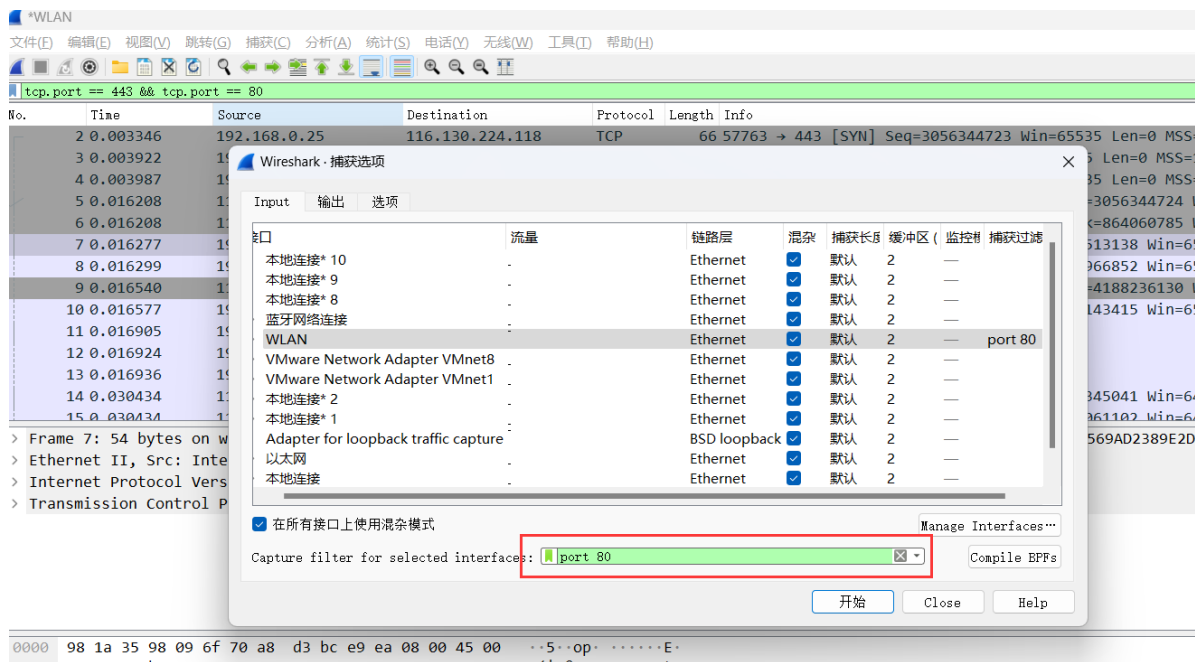 *WLAN
文件(F) 编辑(E) 视图(V) 跳转(G) 捕获(C) 分析(A) 统计(S) 电话(Y) 无线(W) 工具(T) 帮助(H)
tcp.port == 443 && tcp.port == 80
No. Time Source Destination Protocol Length Info
2 0.003346 192.168.0.25 116.130.224.118 TCP 66 57763 → 443 [SYN] Seq=3056344723 Win=65535 Len=0 MSS=
3 0.003922 Len=0 MSS=
4 0.003987 Len=0 MSS=
5 0.016208 =3056344724
6 0.016208 =864060785
7 0.016277
8 0.016299
9 0.016540 =4188236130
10 0.016577
11 0.016905
12 0.016924
13 0.016936
14 0.030434
15 0.030434
Wireshark · 捕获选项
Input 输出 选项
接口 流量 链路层 混杂 捕获长度 缓冲区 ( 捕获过滤
本地连接* 10 Ethernet 默认 2 —
本地连接* 9 Ethernet 默认 2 —
本地连接* 8 Ethernet 默认 2 —
蓝牙网络连接 Ethernet 默认 2 —
WLAN Ethernet 默认 2 — port 80
VMware Network Adapter VMnet8 Ethernet 默认 2 —
VMware Network Adapter VMnet1 Ethernet 默认 2 —
本地连接* 2 Ethernet 默认 2 —
本地连接* 1 Ethernet 默认 2 —
Adapter for loopback traffic capture BSD loopback 默认 2 —
以太网 Ethernet 默认 2 —
本地连接 Ethernet 默认 2 —
在所有接口上使用混杂模式
Manage Interfaces…
Capture filter for selected interfaces: port 80
Compile BPFs
开始 Close Help
Frame 7: 54 bytes on w
Ethernet II, Src: Inte
Internet Protocol Vers
Transmission Control P
0000 98 1a 35 98 09 6f 70 a8 d3 bc e9 ea 08 00 45 00 ··5··op· ······E·